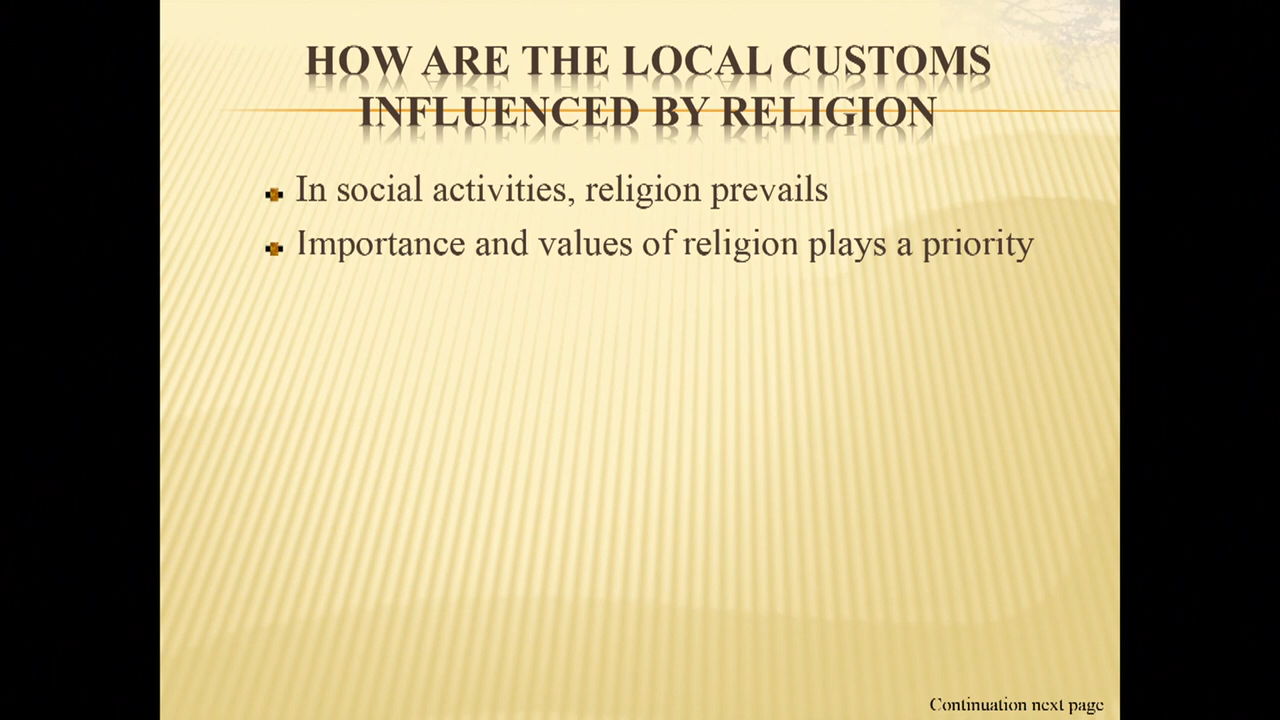 HOW ARE THE LOCAL CUSTOMS
INFLUENCED BY RELIGION
In social activities, religion prevails
Importance and values of religion plays a priority
Continuation next page